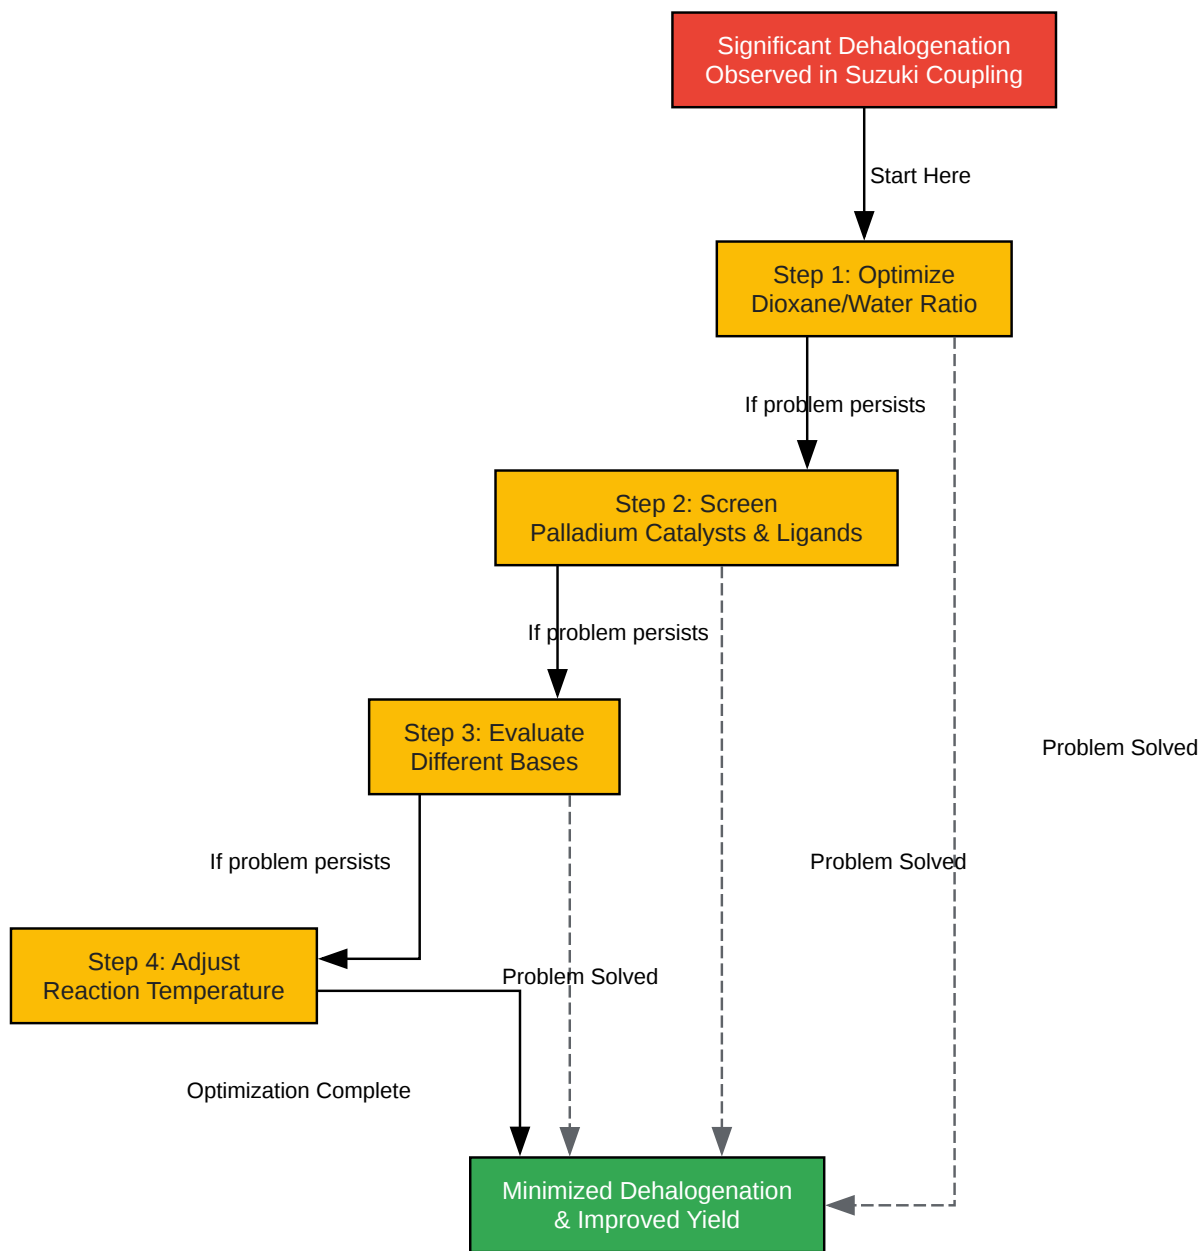 Significant Dehalogenation
Observed in Suzuki Coupling
Start Here
Step 1: Optimize
Dioxane/Water Ratio
If problem persists
Step 2: Screen
Palladium Catalysts & Ligands
If problem persists
Step 3: Evaluate
Different Bases
Problem Solved
If problem persists
Problem Solved
Step 4: Adjust
Reaction Temperature
Problem Solved
Optimization Complete
Minimized Dehalogenation
& Improved Yield